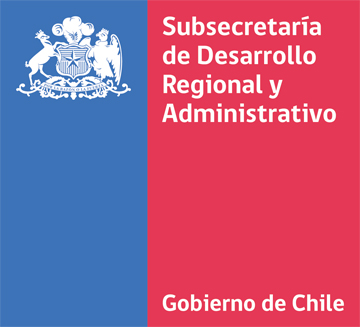 Subsecretaría
de Desarrollo
Regional y
Administrativo
Gobierno de Chile